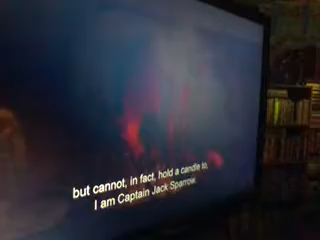 but cannot, in fact, hold a candle to,
I am Captain Jack Sparrow.